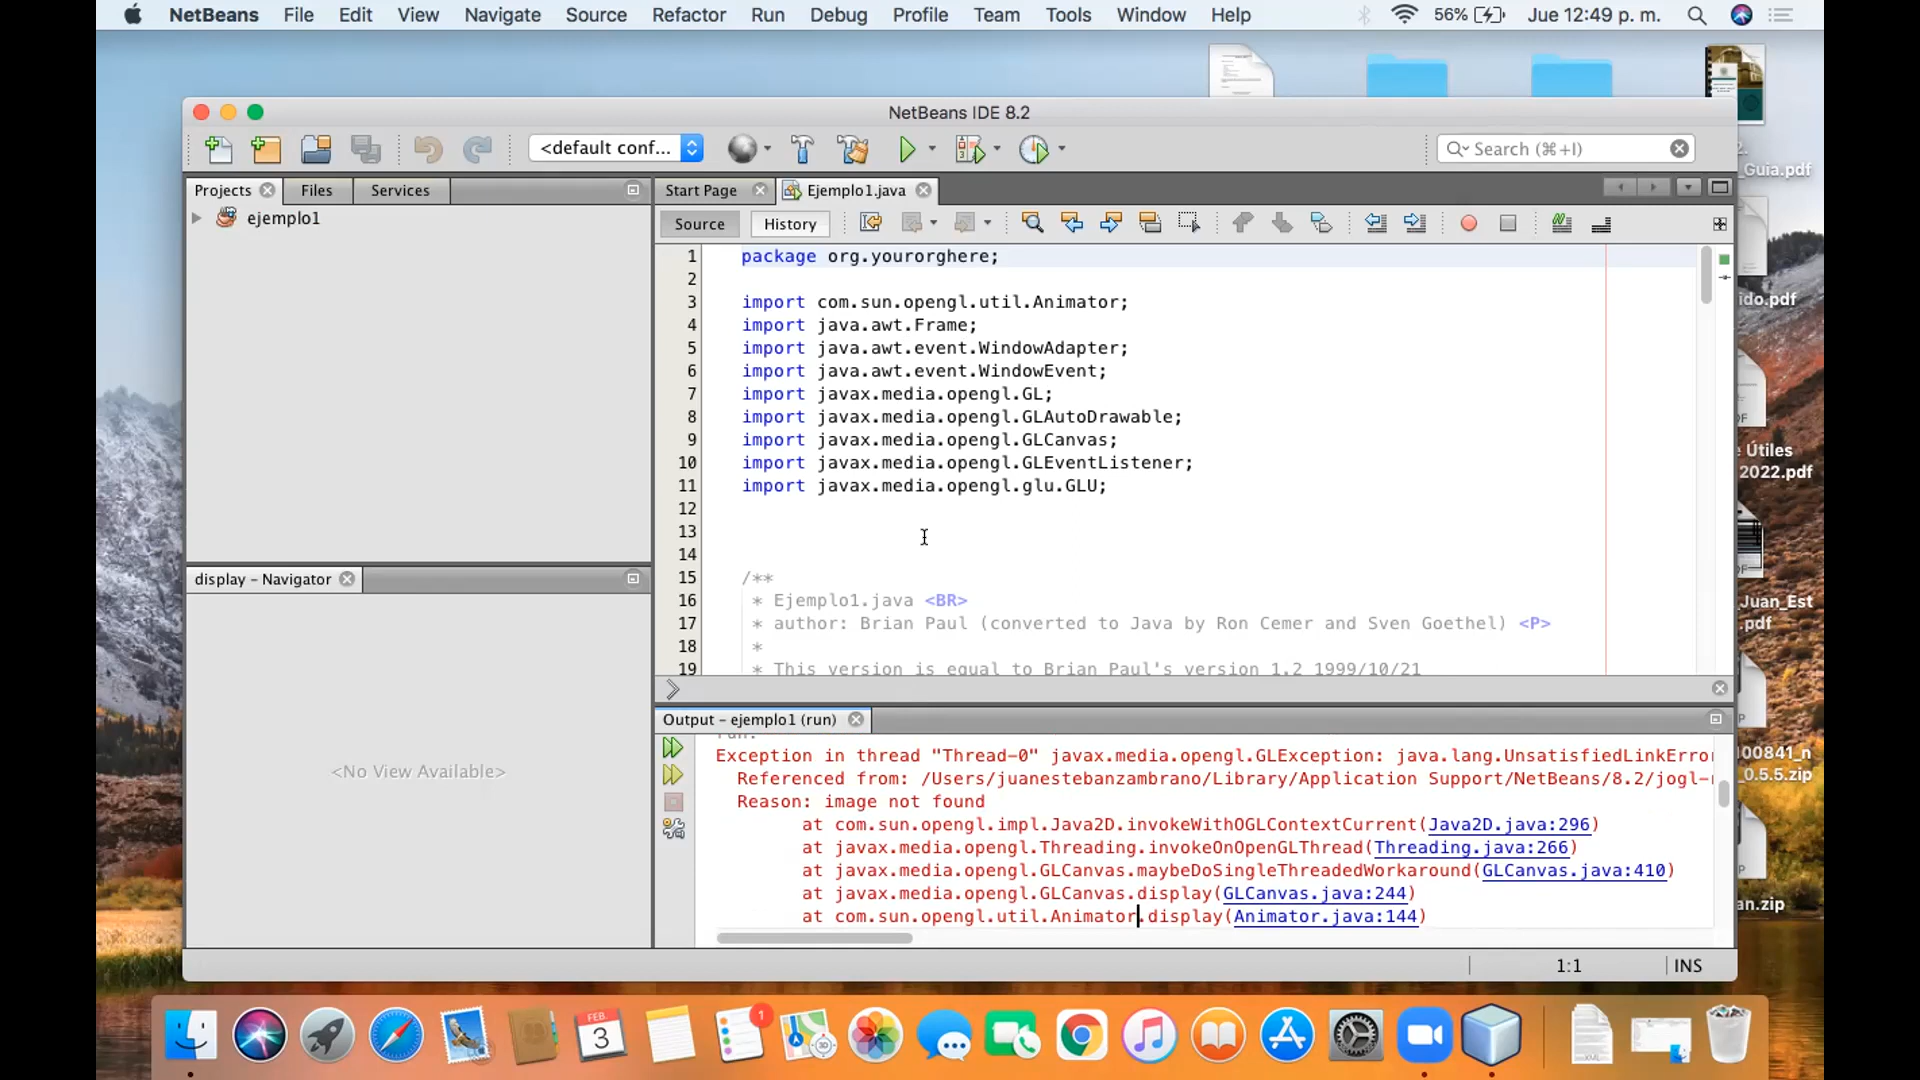 NetBeans File Edit View Navigate Source Refactor Run Debug Profile Team Tools Window Help 56% Jue 12:49 p. m.
NetBeans IDE 8.2
<default conf... Search (⌘+I)
Projects Files Services
ejemplo1
Start Page Ejemplo1.java
Source History
1 package org.yourorghere;
2
3 import com.sun.opengl.util.Animator;
4 import java.awt.Frame;
5 import java.awt.event.WindowAdapter;
6 import java.awt.event.WindowEvent;
7 import javax.media.opengl.GL;
8 import javax.media.opengl.GLAutoDrawable;
9 import javax.media.opengl.GLCanvas;
10 import javax.media.opengl.GLEventListener;
11 import javax.media.opengl.glu.GLU;
12
13
14
15 /**
16 * Ejemplo1.java <BR>
17 * author: Brian Paul (converted to Java by Ron Cemer and Sven Goethel) <P>
18 *
19 * This version is equal to Brian Paul's version 1.2 1999/10/21
display - Navigator
<No View Available>
Output - ejemplo1 (run)
run:
Exception in thread "Thread-0" javax.media.opengl.GLException: java.lang.UnsatisfiedLinkError
Referenced from: /Users/juanestebanzambrano/Library/Application Support/NetBeans/8.2/jogl-
Reason: image not found
at com.sun.opengl.impl.Java2D.invokeWithOGLContextCurrent(Java2D.java:296)
at javax.media.opengl.Threading.invokeOnOpenGLThread(Threading.java:266)
at javax.media.opengl.GLCanvas.maybeDoSingleThreadedWorkaround(GLCanvas.java:410)
at javax.media.opengl.GLCanvas.display(GLCanvas.java:244)
at com.sun.opengl.util.Animator.display(Animator.java:144)
1:1 INS
_Guia.pdf
ido.pdf
e Útiles
2022.pdf
_Juan_Est
.pdf
100841_n
_0.5.5.zip
an.zip
FEB.
3
1